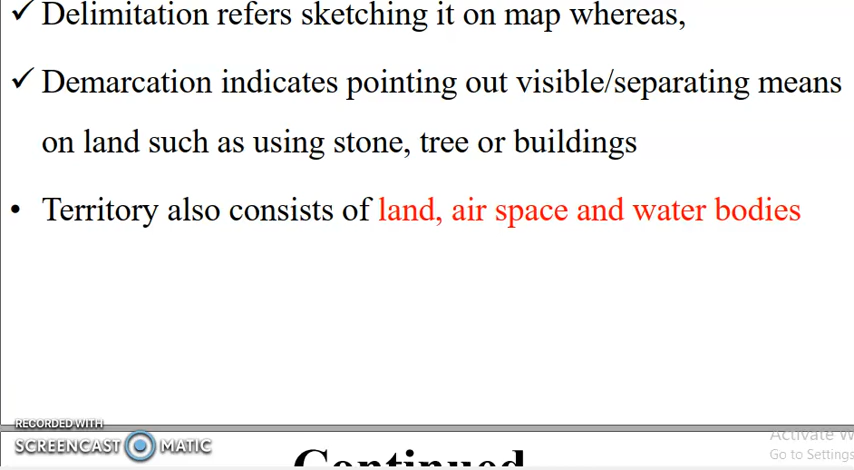 ✓ Delimitation refers sketching it on map whereas,
✓ Demarcation indicates pointing out visible/separating means
on land such as using stone, tree or buildings
• Territory also consists of land, air space and water bodies
RECORDED WITH
SCREENCAST MATIC
Activate W
Go to Settings
Continued